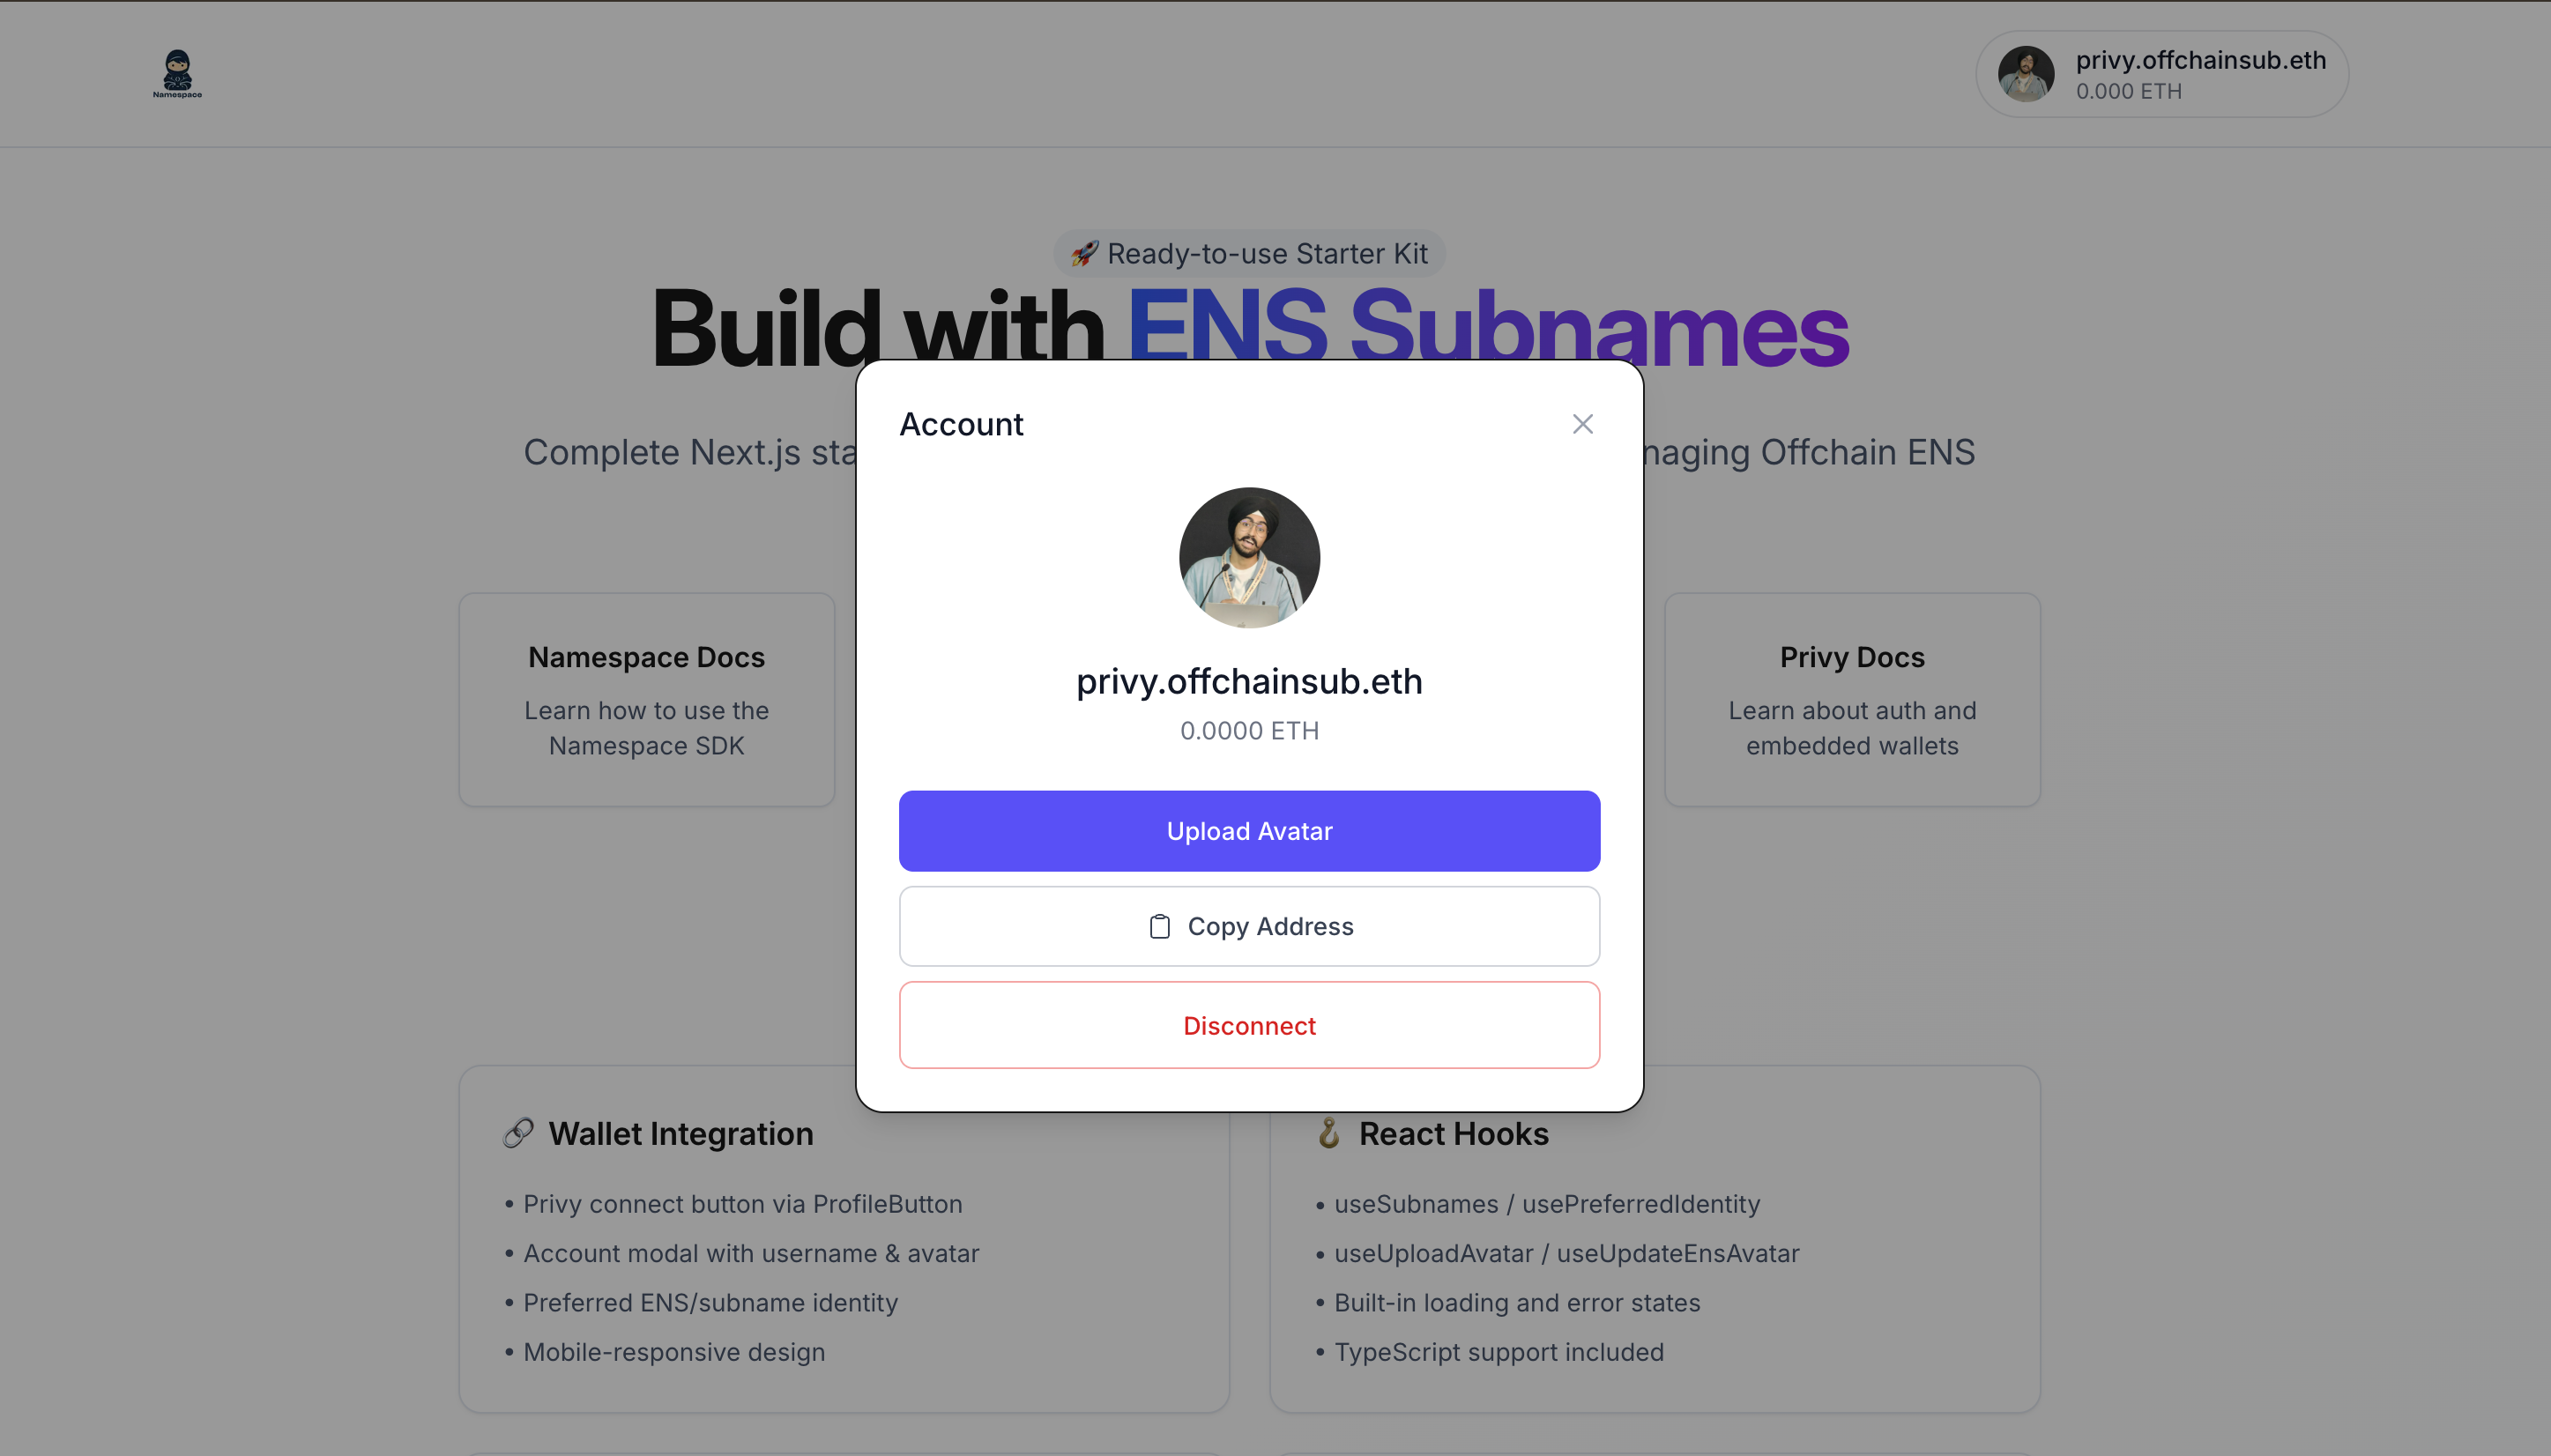 Namespace
privy.offchainsub.eth
0.000 ETH
🚀 Ready-to-use Starter Kit
Build with ENS Subnames
Complete Next.js
naging Offchain ENS
Account
privy.offchainsub.eth
0.0000 ETH
Upload Avatar
Copy Address
Disconnect
Namespace Docs
Learn how to use the
Namespace SDK
Privy Docs
Learn about auth and
embedded wallets
🔗 Wallet Integration
• Privy connect button via ProfileButton
• Account modal with username & avatar
• Preferred ENS/subname identity
• Mobile-responsive design
🪝 React Hooks
• useSubnames / usePreferredIdentity
• useUploadAvatar / useUpdateEnsAvatar
• Built-in loading and error states
• TypeScript support included